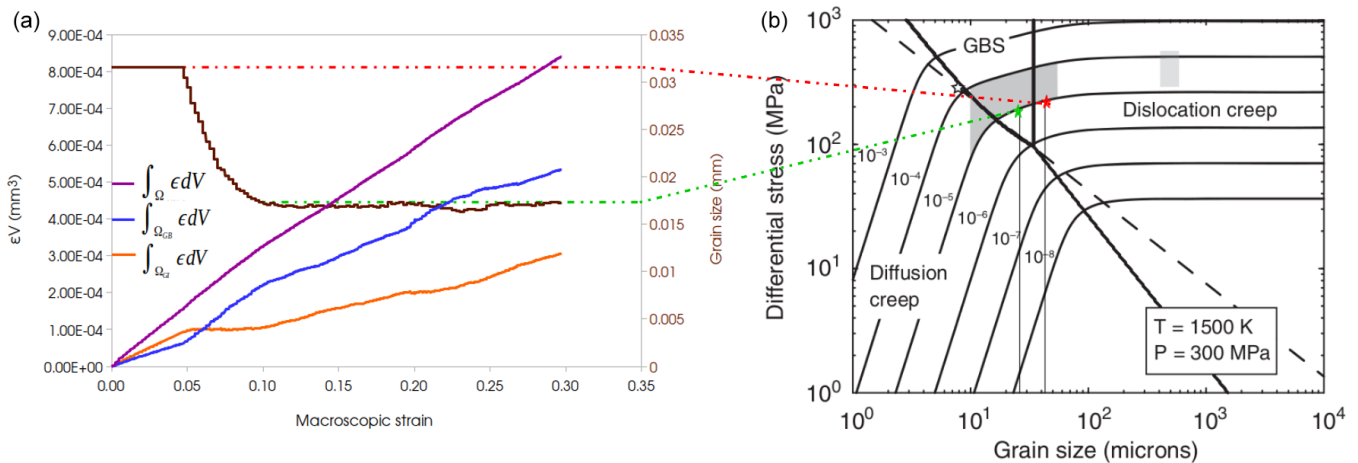 (a)
9.00E-04
8.00E-04
7.00E-04
6.00E-04
5.00E-04
4.00E-04
3.00E-04
2.00E-04
1.00E-04
0.00E+00
εV (mm³)
∫Ω ϵdV
∫ΩGB ϵdV
∫ΩGI ϵdV
0.00 0.05 0.10 0.15 0.20 0.25 0.30 0.35
Macroscopic strain
0.035
0.03
0.025
0.02
0.015
0.01
0.005
0
Grain size (mm)
(b)
10³
10²
10¹
10⁰
Differential stress (MPa)
GBS
Dislocation creep
10⁻³
10⁻⁴
10⁻⁵
10⁻⁶
10⁻⁷
10⁻⁸
Diffusion
creep
T = 1500 K
P = 300 MPa
10⁰ 10¹ 10² 10³ 10⁴
Grain size (microns)